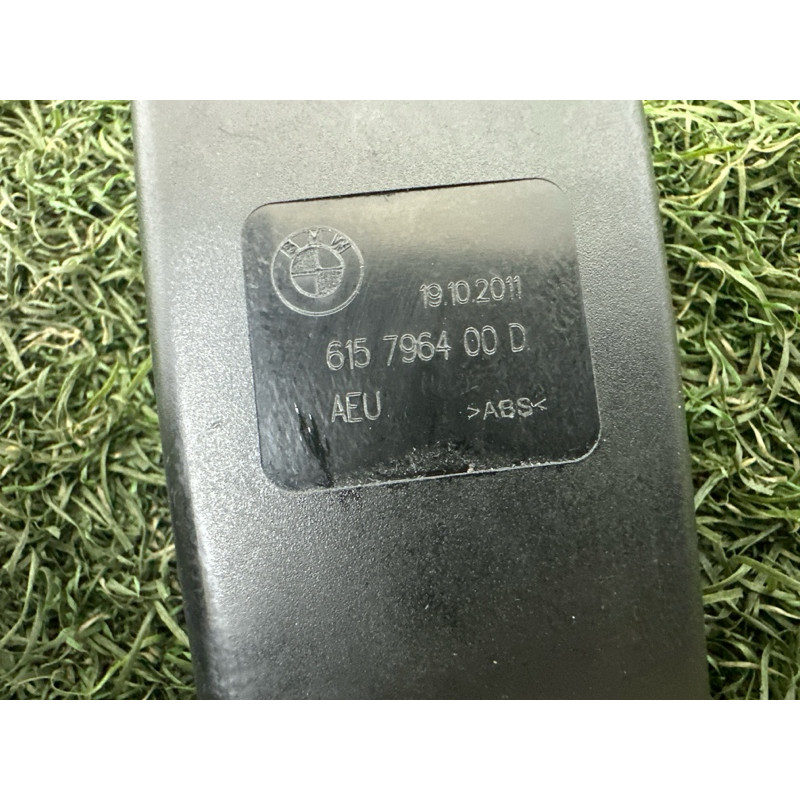 BMW
19.10.2011
615 7964 00 D
AEU >ABS<